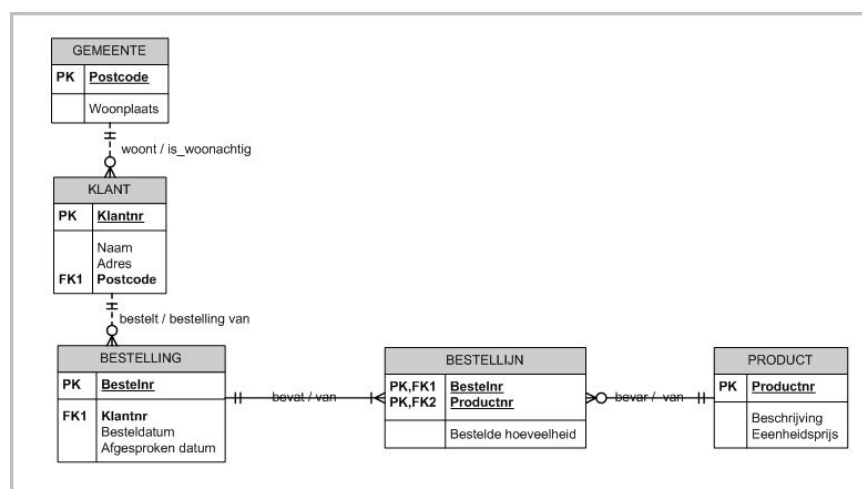 GEMEENTE
PK Postcode
Woonplaats
woont / is_woonachtig
KLANT
PK Klantnr
Naam
Adres
FK1 Postcode
bestelt / bestelling van
BESTELLING
PK Bestelnr
FK1 Klantnr
Besteldatum
Afgesproken datum
bevat / van
BESTELLIJN
PK,FK1 Bestelnr
PK,FK2 Productnr
Bestelde hoeveelheid
bevar / van
PRODUCT
PK Productnr
Beschrijving
Eeenheidsprijs